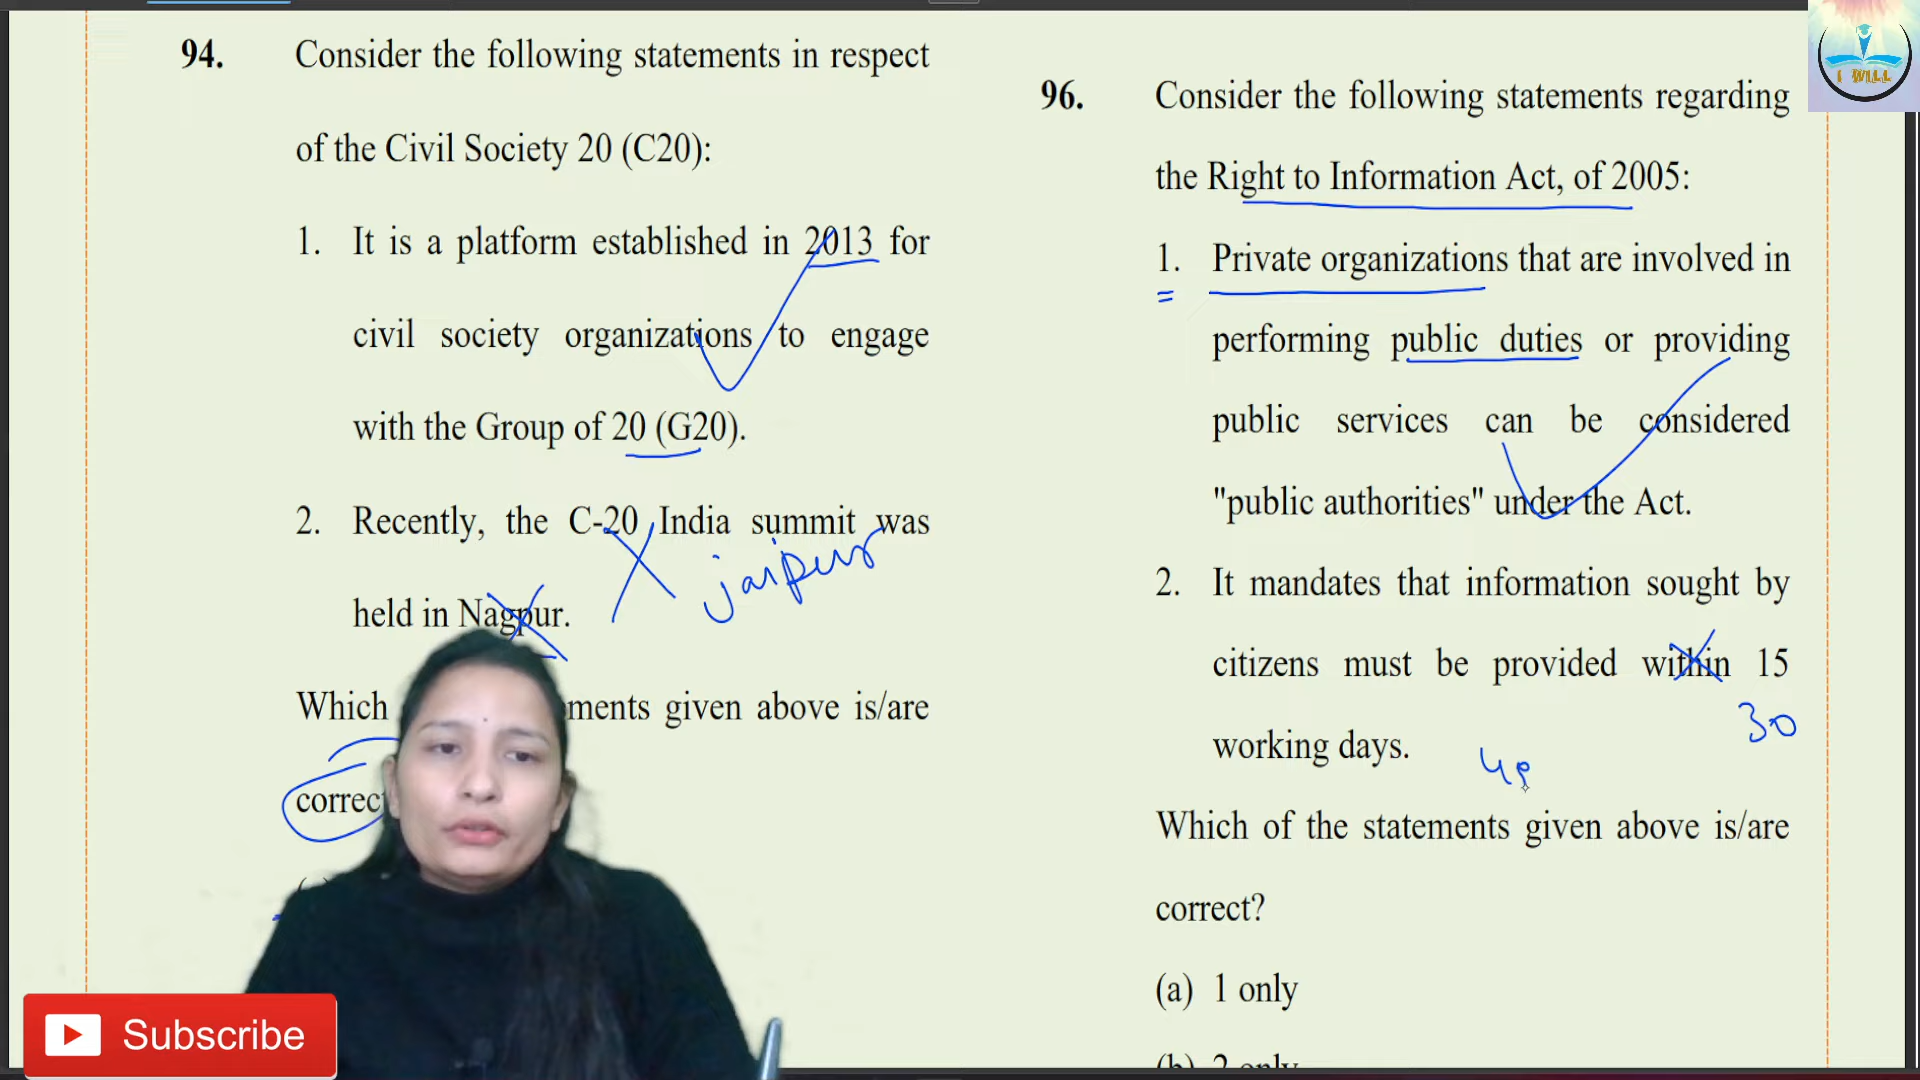 94. Consider the following statements in respect
of the Civil Society 20 (C20):
1. It is a platform established in 2013 for
civil society organizations to engage
with the Group of 20 (G20).
2. Recently, the C-20 India summit was
jaipur
held in Nagpur.
Which ments given above is/are
correct
Subscribe
I WILL
96. Consider the following statements regarding
the Right to Information Act, of 2005:
1. Private organizations that are involved in
performing public duties or providing
public services can be considered
"public authorities" under the Act.
2. It mandates that information sought by
citizens must be provided within 15
30
working days.
48
Which of the statements given above is/are
correct?
(a) 1 only
(b) 2 only